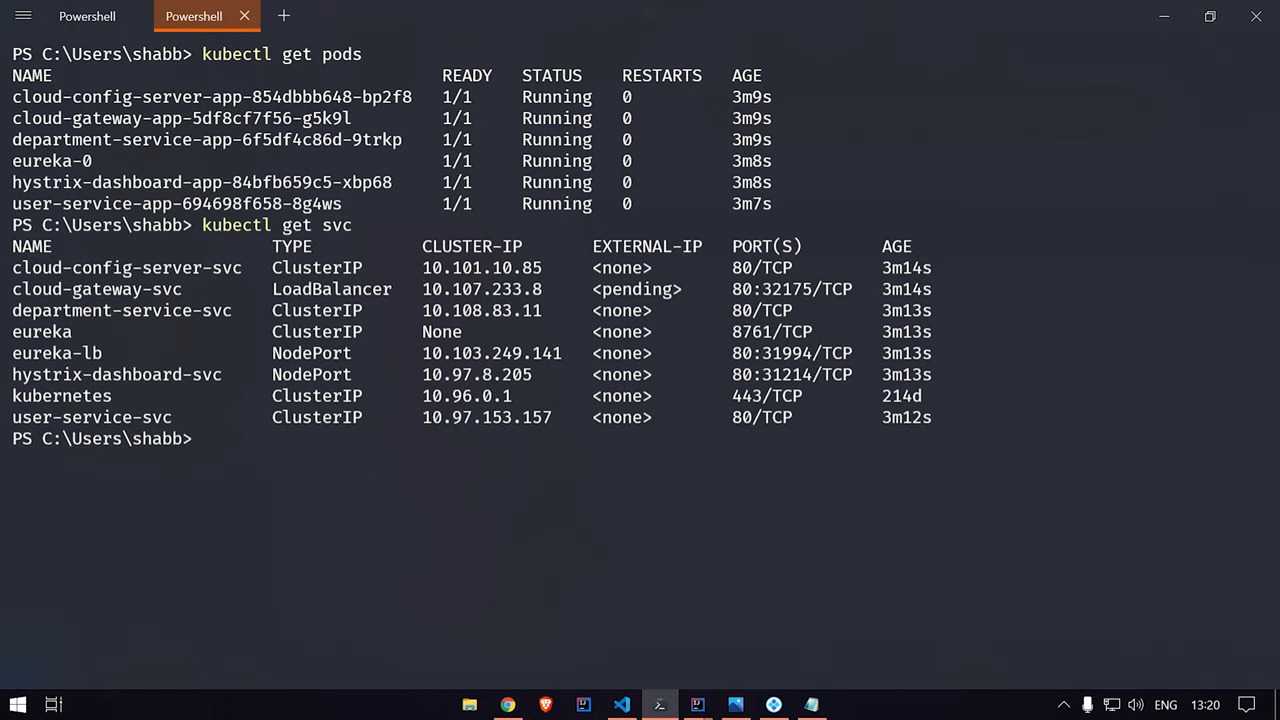 Powershell Powershell
PS C:\Users\shabb> kubectl get pods
NAME READY STATUS RESTARTS AGE
cloud-config-server-app-854dbbb648-bp2f8 1/1 Running 0 3m9s
cloud-gateway-app-5df8cf7f56-g5k9l 1/1 Running 0 3m9s
department-service-app-6f5df4c86d-9trkp 1/1 Running 0 3m9s
eureka-0 1/1 Running 0 3m8s
hystrix-dashboard-app-84bfb659c5-xbp68 1/1 Running 0 3m8s
user-service-app-694698f658-8g4ws 1/1 Running 0 3m7s
PS C:\Users\shabb> kubectl get svc
NAME TYPE CLUSTER-IP EXTERNAL-IP PORT(S) AGE
cloud-config-server-svc ClusterIP 10.101.10.85 <none> 80/TCP 3m14s
cloud-gateway-svc LoadBalancer 10.107.233.8 <pending> 80:32175/TCP 3m14s
department-service-svc ClusterIP 10.108.83.11 <none> 80/TCP 3m13s
eureka ClusterIP None <none> 8761/TCP 3m13s
eureka-lb NodePort 10.103.249.141 <none> 80:31994/TCP 3m13s
hystrix-dashboard-svc NodePort 10.97.8.205 <none> 80:31214/TCP 3m13s
kubernetes ClusterIP 10.96.0.1 <none> 443/TCP 214d
user-service-svc ClusterIP 10.97.153.157 <none> 80/TCP 3m12s
PS C:\Users\shabb>
ENG 13:20